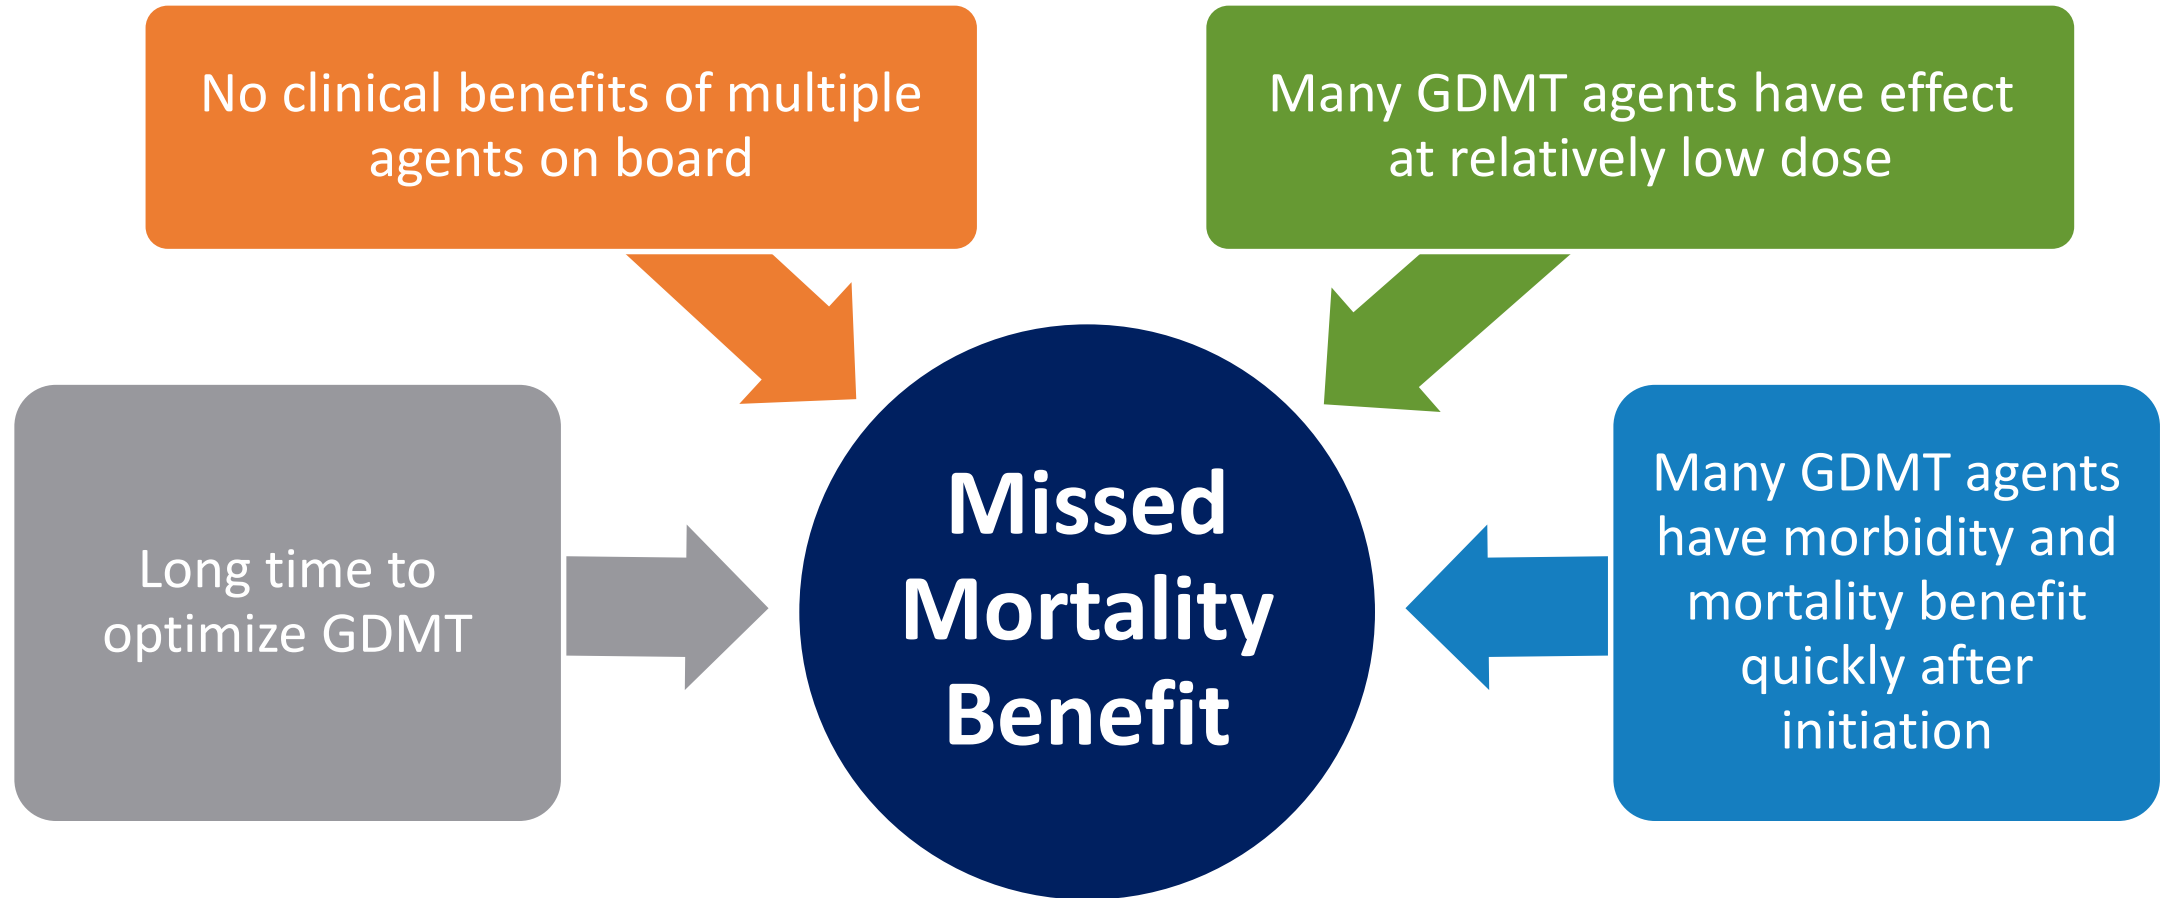 No clinical benefits of multiple
agents on board
Many GDMT agents have effect
at relatively low dose
Long time to
optimize GDMT
Missed
Mortality
Benefit
Many GDMT agents
have morbidity and
mortality benefit
quickly after
initiation